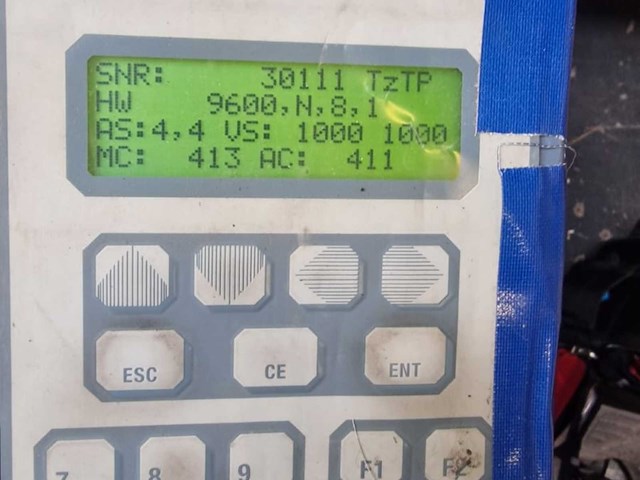 SNR: 30111 TzTP
HW 9600,N,8,1
AS:4,4 VS: 1000 1000
MC: 413 AC: 411
ESC CE ENT
7 8 9 F1 F2